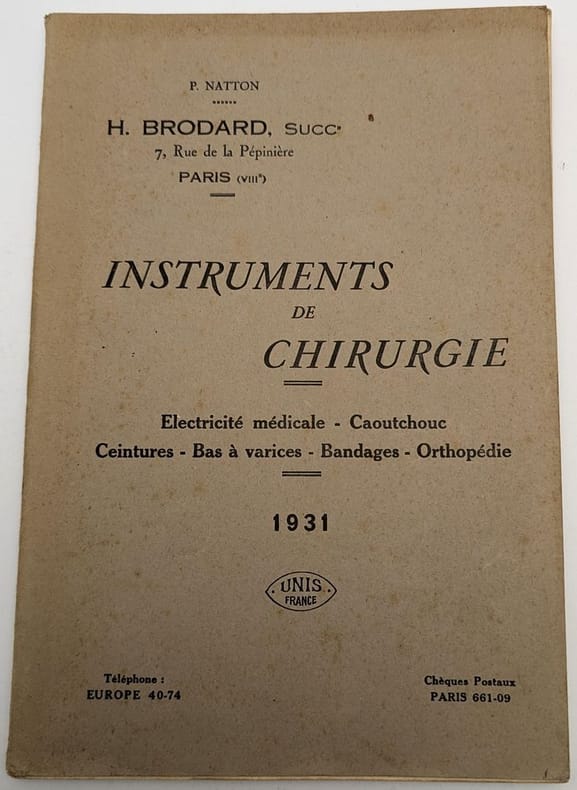 P. NATTON
H. BRODARD, SUCCr
7, Rue de la Pépinière
PARIS (VIIIe)
INSTRUMENTS
DE
CHIRURGIE
Electricité médicale - Caoutchouc
Ceintures - Bas à varices - Bandages - Orthopédie
1931
. UNIS .
FRANCE
Téléphone :
EUROPE 40-74
Chèques Postaux
PARIS 661-09